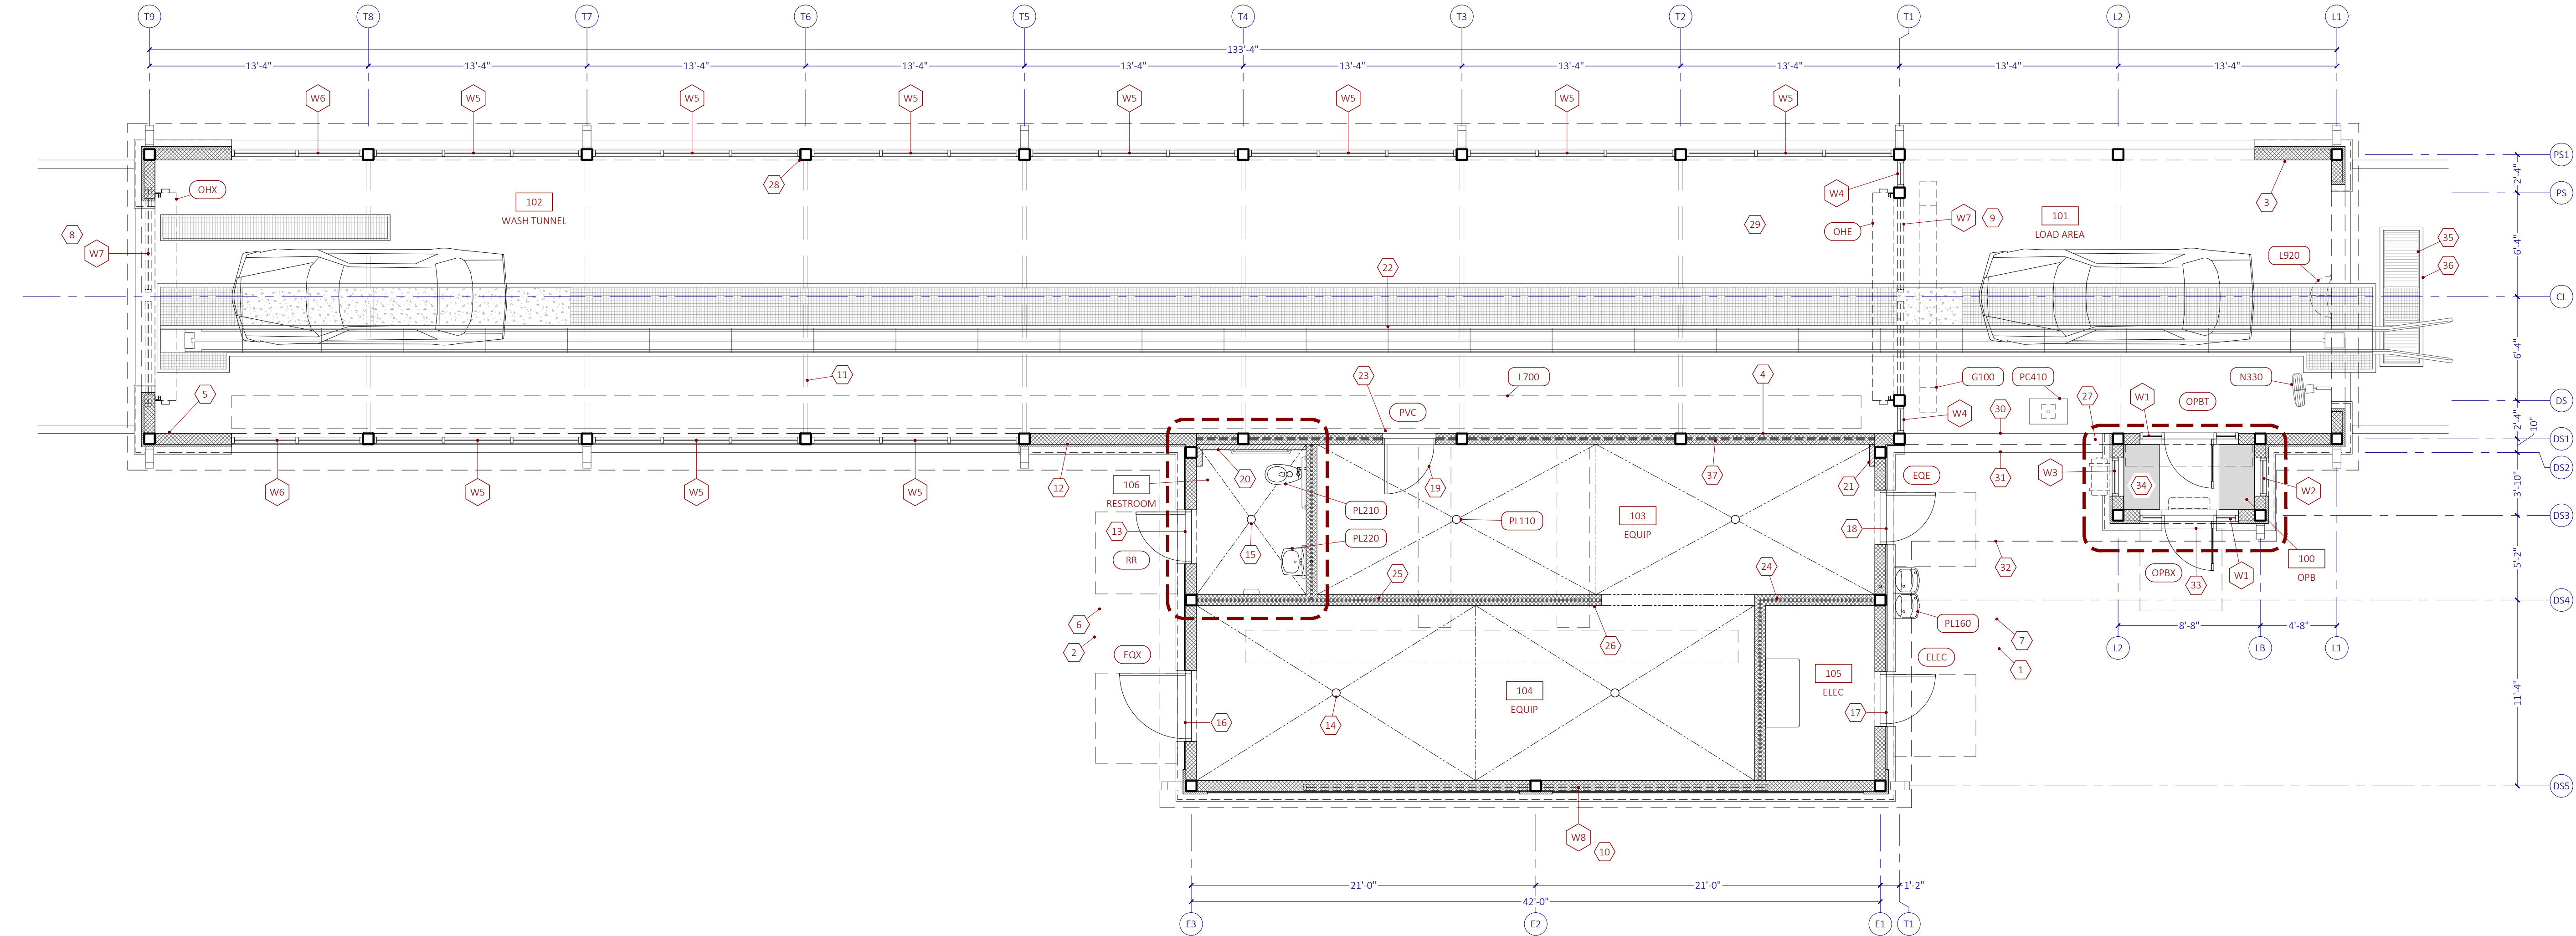 T9 T8 T7 T6 T5 T4 T3 T2 T1 L2 L1
133'-4"
13'-4" 13'-4" 13'-4" 13'-4" 13'-4" 13'-4" 13'-4" 13'-4" 13'-4" 13'-4"
W6 W5 W5 W5 W5 W5 W5 W5
PS1
2'-4"
28
OHX
W4
PS
102
WASH TUNNEL
3
29
W7 9
101
LOAD AREA
OHE
8
W7
35
6'-4"
L920
36
22
CL
6'-4"
11
23
L700
4
G100
PC410
N330
5
PVC
W4
30
27
W1
OPBT
DS
2'-4"
DS1
10"
DS2
12
20
37
19
21
EQE
31
W3
34
W2
3'-10"
106
RESTROOM
W6 W5 W5 W5
PL210
PL110
103
EQUIP
DS3
13
15
PL220
18
32
100
OPB
RR
25
24
OPBX
33
W1
5'-2"
DS4
6
2
PL160
7
8'-8" 4'-8"
26
L2 LB L1
EQX
ELEC
1
105
ELEC
104
EQUIP
11'-4"
16
14
17
DS5
W8
10
21'-0" 21'-0" 1'-2"
42'-0"
E3 E2 E1 T1